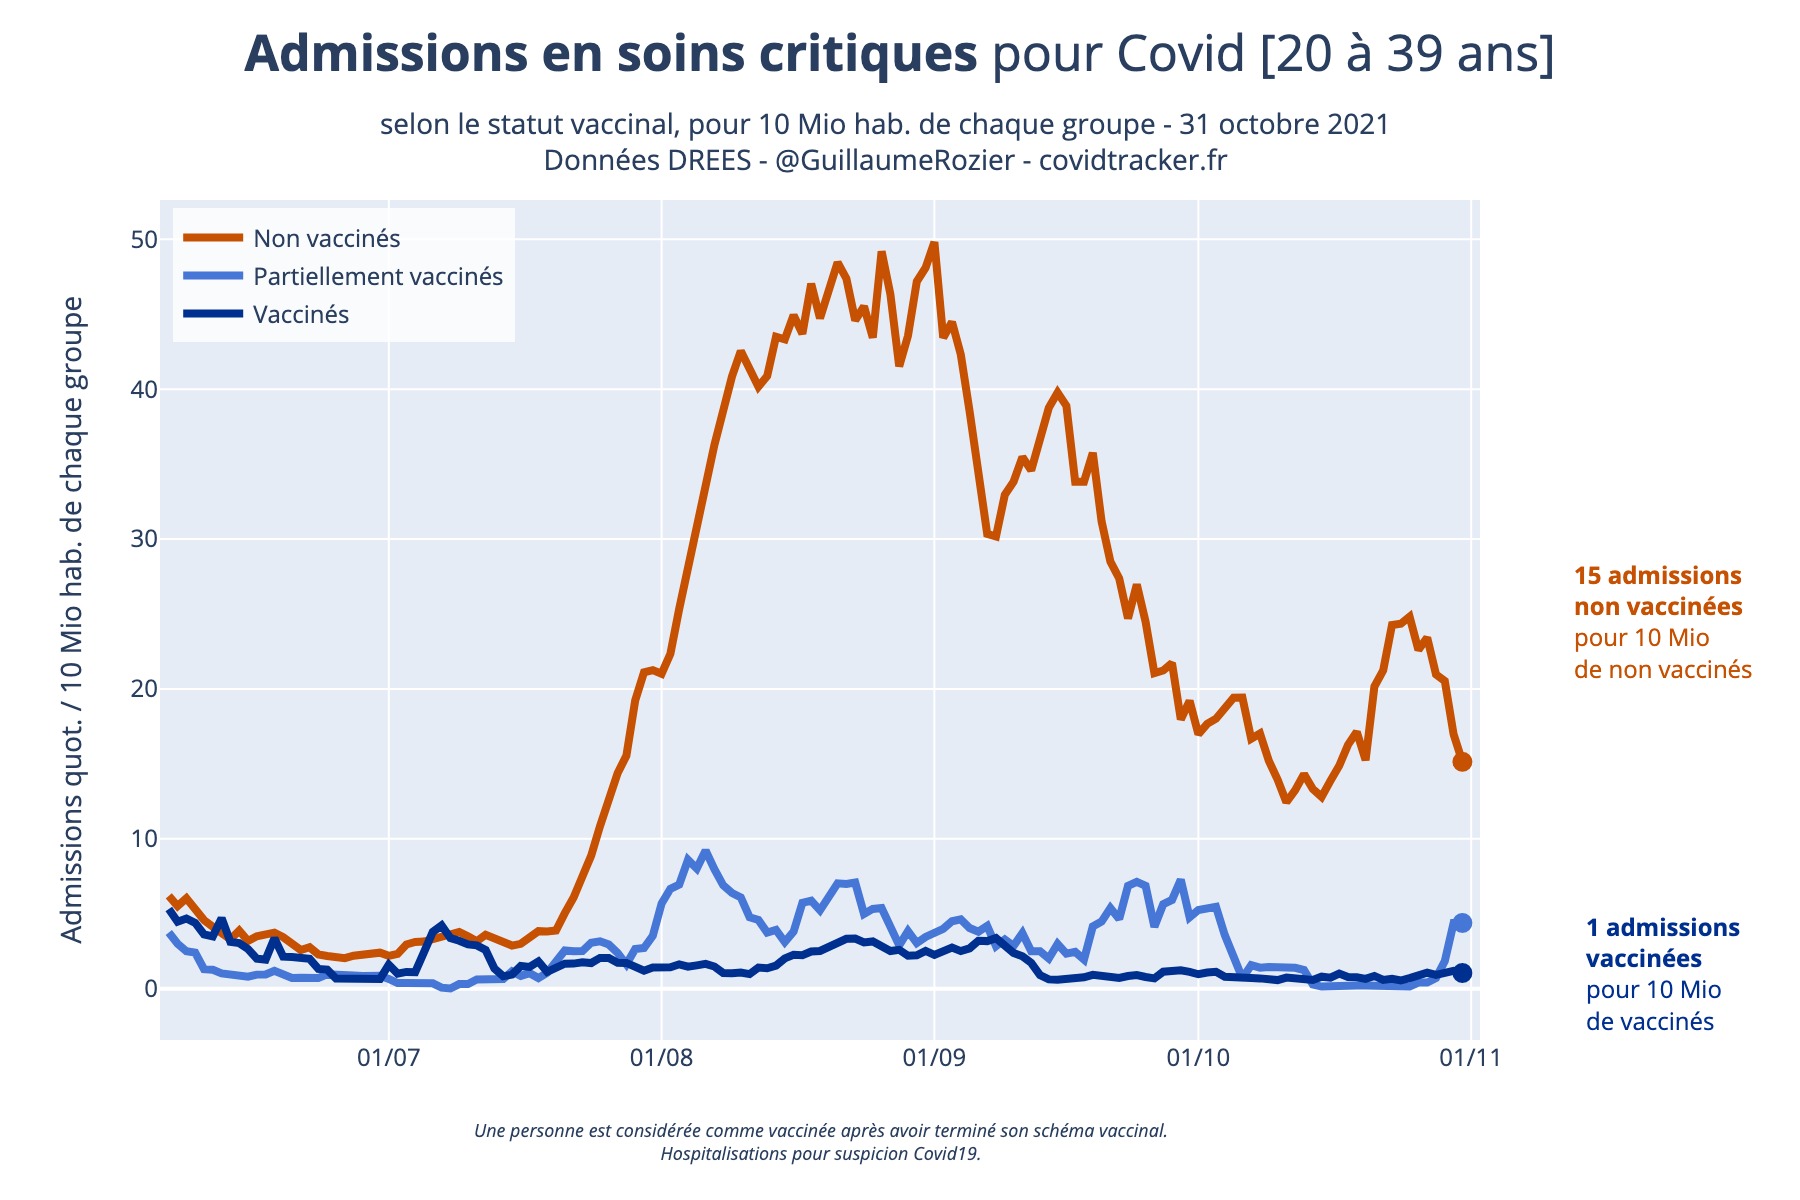 Admissions en soins critiques pour Covid [20 à 39 ans]
selon le statut vaccinal, pour 10 Mio hab. de chaque groupe - 31 octobre 2021
Données DREES - @GuillaumeRozier - covidtracker.fr
Non vaccinés
Partiellement vaccinés
Vaccinés
Admissions quot. / 10 Mio hab. de chaque groupe
50
40
30
20
10
0
01/07
01/08
01/09
01/10
01/11
15 admissions
non vaccinées
pour 10 Mio
de non vaccinés
1 admissions
vaccinées
pour 10 Mio
de vaccinés
Une personne est considérée comme vaccinée après avoir terminé son schéma vaccinal.
Hospitalisations pour suspicion Covid19.